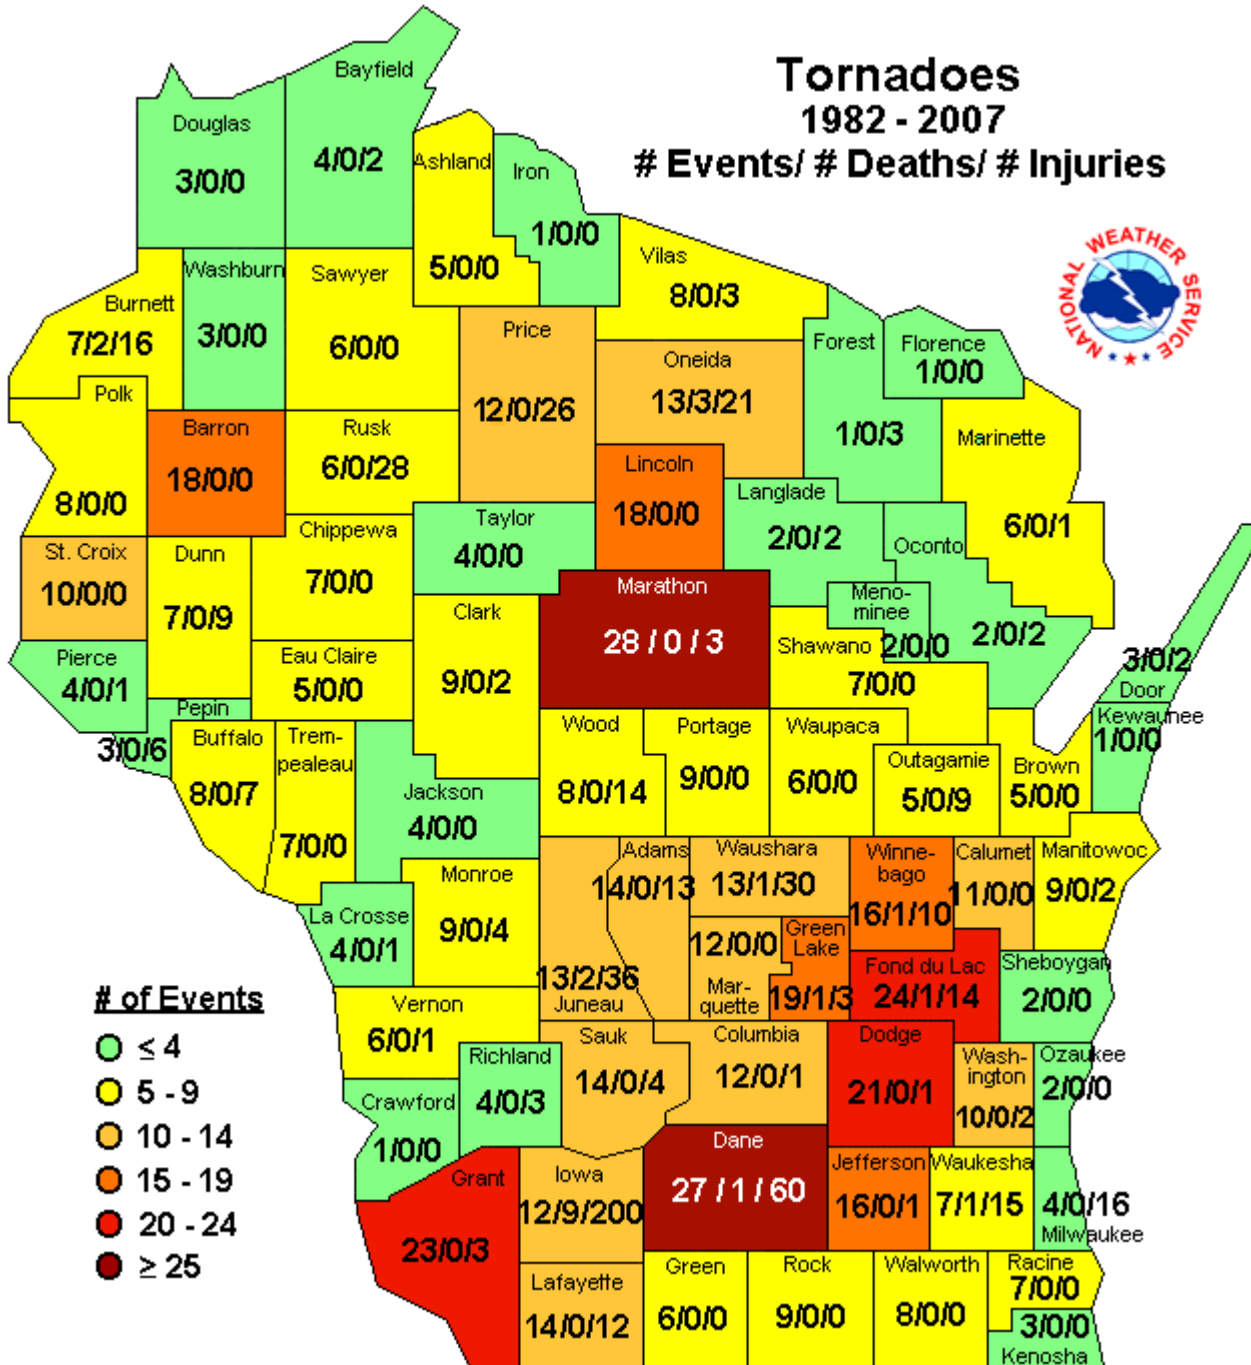 Tornadoes
1982 - 2007
# Events/ # Deaths/ # Injuries
NATIONAL WEATHER SERVICE
Bayfield
4/0/2
Douglas
3/0/0
Ashland
5/0/0
Iron
1/0/0
Vilas
8/0/3
Washburn
3/0/0
Sawyer
6/0/0
Burnett
7/2/16
Price
12/0/26
Oneida
13/3/21
Forest
1/0/3
Florence
1/0/0
Polk
8/0/0
Barron
18/0/0
Rusk
6/0/28
Lincoln
18/0/0
Langlade
2/0/2
Marinette
6/0/1
Taylor
4/0/0
Chippewa
7/0/0
Oconto
2/0/2
St. Croix
10/0/0
Dunn
7/0/9
Marathon
28 / 0 / 3
Meno-
minee
2/0/0
Clark
9/0/2
Shawano
7/0/0
Pierce
4/0/1
Eau Claire
5/0/0
3/0/2
Door
Pepin
3/0/6
Buffalo
8/0/7
Trem-
pealeau
7/0/0
Wood
8/0/14
Portage
9/0/0
Waupaca
6/0/0
Outagamie
5/0/9
Brown
5/0/0
Kewaunee
1/0/0
Jackson
4/0/0
Monroe
9/0/4
Adams
14/0/13
Waushara
13/1/30
Winne-
bago
16/1/10
Calumet
11/0/0
Manitowoc
9/0/2
La Crosse
4/0/1
13/2/36
Juneau
12/0/0
Mar-
quette
Green
Lake
19/1/3
Fond du Lac
24/1/14
Sheboygan
2/0/0
Vernon
6/0/1
Richland
4/0/3
Sauk
14/0/4
Columbia
12/0/1
Dodge
21/0/1
Wash-
ington
10/0/2
Ozaukee
2/0/0
Crawford
1/0/0
Grant
23/0/3
Iowa
12/9/200
Dane
27 / 1 / 60
Jefferson
16/0/1
Waukesha
7/1/15
4/0/16
Milwaukee
Lafayette
14/0/12
Green
6/0/0
Rock
9/0/0
Walworth
8/0/0
Racine
7/0/0
3/0/0
Kenosha
# of Events
≤ 4
5 - 9
10 - 14
15 - 19
20 - 24
≥ 25